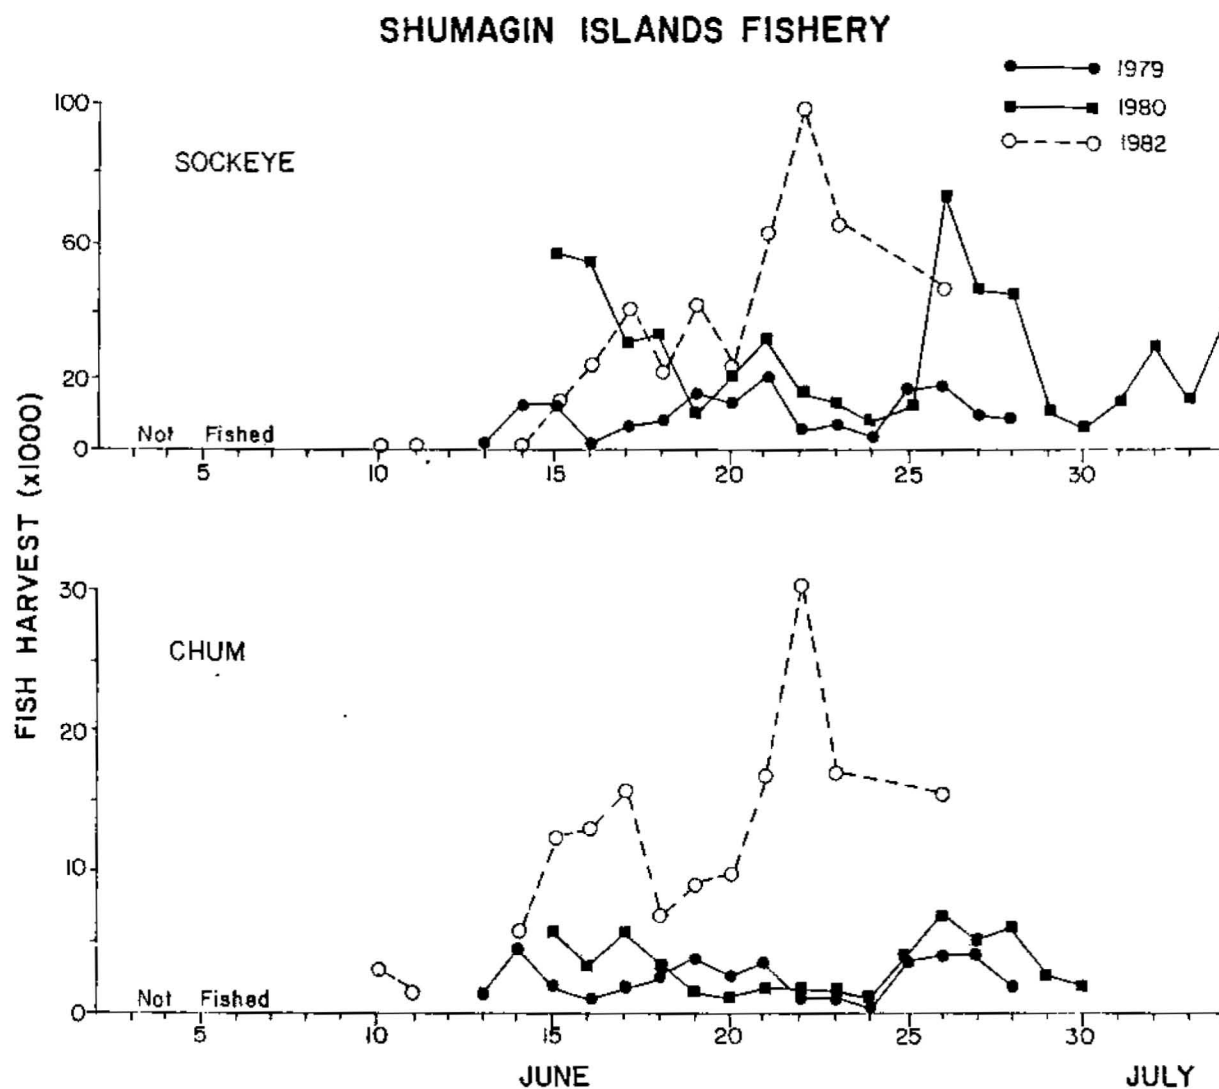 SHUMAGIN ISLANDS FISHERY
1979
1980
1982
FISH HARVEST (x1000)
100
60
20
0
SOCKEYE
Not Fished
5
10
15
20
25
30
30
20
10
0
CHUM
Not Fished
5
10
15
20
25
30
JUNE
JULY